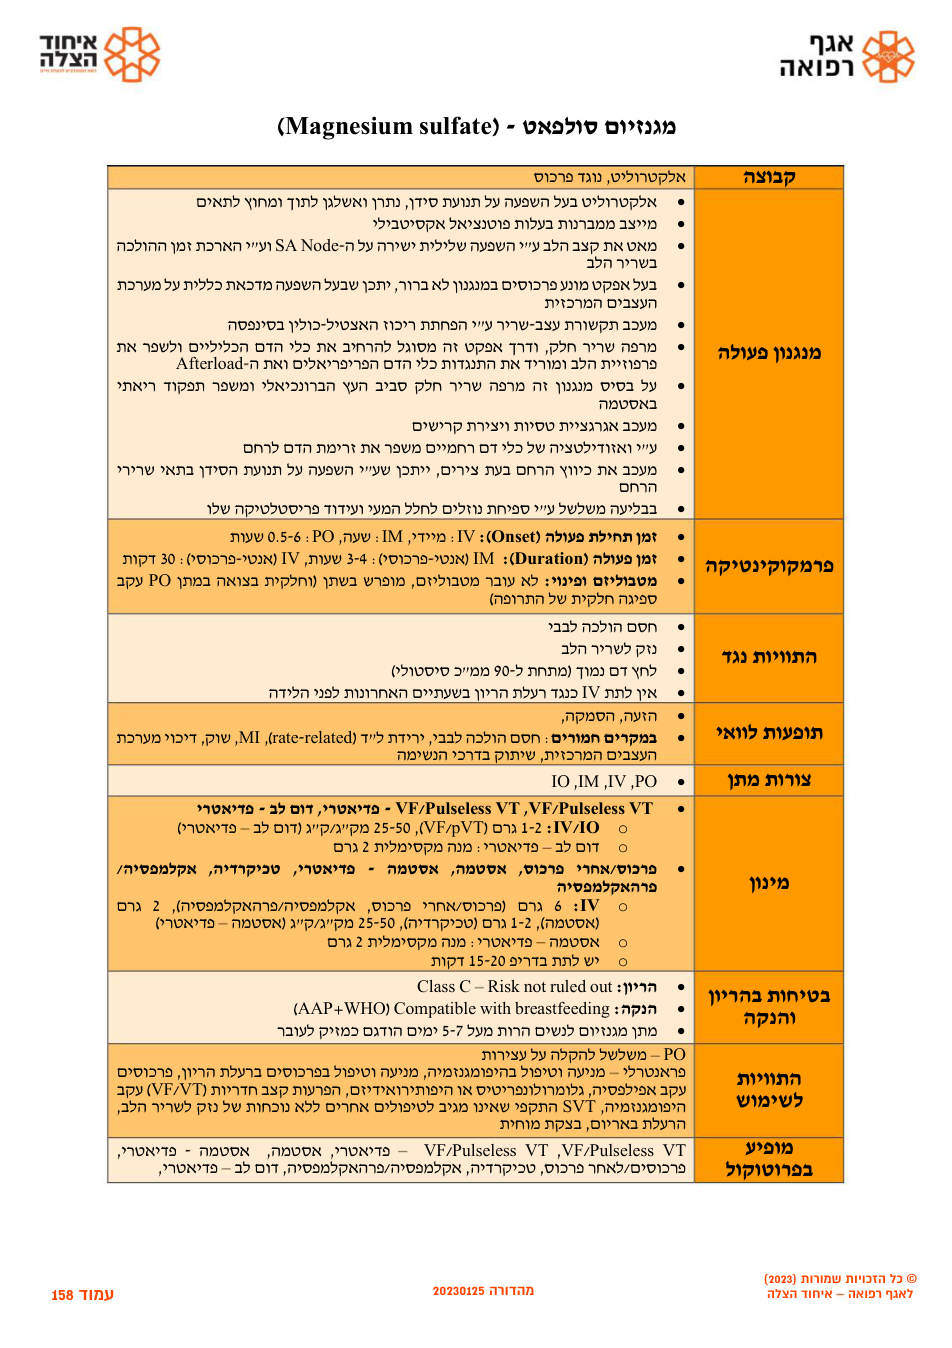 איחוד
הצלה
אגף
רפואה
מגנזיום סולפאט - (Magnesium sulfate)
קבוצה
אלקטרוליט, נוגד פרכוס
מנגנון פעולה
• אלקטרוליט בעל השפעה על תנועת סידן, נתרן ואשלגן לתוך ומחוץ לתאים
• מייצב ממברנות בעלות פוטנציאל אקסיטבילי
• מאט את קצב הלב ע״י השפעה שלילית ישירה על ה-SA Node וע״י הארכת זמן ההולכה
בשריר הלב
• בעל אפקט מונע פרכוסים במנגנון לא ברור, יתכן שבעל השפעה מדכאת כללית על מערכת
העצבים המרכזית
• מעכב תקשורת עצב-שריר ע״י הפחתת ריכוז האצטיל-כולין בסינפסה
• מרפה שריר חלק, ודרך אפקט זה מסוגל להרחיב את כלי הדם הכליליים ולשפר את
פרפוזיית הלב ומוריד את התנגדות כלי הדם הפריפריאלים ואת ה-Afterload
• על בסיס מנגנון זה מרפה שריר חלק סביב העץ הברונכיאלי ומשפר תפקוד ריאתי
באסטמה
• מעכב אגרגציית טסיות ויצירת קרישים
• ע״י ואזודילטציה של כלי דם רחמיים משפר את זרימת הדם לרחם
• מעכב את כיווץ הרחם בעת צירים, ייתכן שע״י השפעה על תנועת הסידן בתאי שרירי
הרחם
• בבליעה משלשל ע״י ספיחת נוזלים לחלל המעי ועידוד פריסטלטיקה שלו
פרמקוקינטיקה
• זמן תחילת פעולה (Onset): IV: מיידי, IM: שעה, PO: 0.5-6 שעות
• זמן פעולה (Duration): IM (אנטי-פרכוסי): 3-4 שעות, IV (אנטי-פרכוסי): 30 דקות
• מטבוליזם ופינוי: לא עובר מטבוליזם, מופרש בשתן (וחלקית בצואה במתן PO עקב
ספיגה חלקית של התרופה)
התוויות נגד
• חסם הולכה לבבי
• נזק לשריר הלב
• לחץ דם נמוך (מתחת ל-90 ממ״כ סיסטולי)
• אין לתת IV כנגד רעלת הריון בשעתיים האחרונות לפני הלידה
תופעות לוואי
• הזעה, הסמקה,
• במקרים חמורים: חסם הולכה לבבי, ירידת ל״ד (rate-related), MI, שוק, דיכוי מערכת
העצבים המרכזית, שיתוק בדרכי הנשימה
צורות מתן
• PO, IV, IM, IO
מינון
• VF/Pulseless VT, VF/Pulseless VT - פדיאטרי, דום לב - פדיאטרי
o IV/IO: 1-2 גרם (VF/pVT), 25-50 מק״ג/ק״ג (דום לב – פדיאטרי)
o דום לב – פדיאטרי: מנה מקסימלית 2 גרם
• פרכוס/אחרי פרכוס, אסטמה, אסטמה - פדיאטרי, טכיקרדיה, אקלמפסיה/
פרהאקלמפסיה
o IV: 6 גרם (פרכוס/אחרי פרכוס, אקלמפסיה/פרהאקלמפסיה), 2 גרם
(אסטמה), 1-2 גרם (טכיקרדיה), 25-50 מק״ג/ק״ג (אסטמה – פדיאטרי)
o אסטמה – פדיאטרי: מנה מקסימלית 2 גרם
o יש לתת בדריפ 15-20 דקות
בטיחות בהריון
והנקה
• הריון: Class C – Risk not ruled out
• הנקה: Compatible with breastfeeding (AAP+WHO)
• מתן מגנזיום לנשים הרות מעל 5-7 ימים הודגם כמזיק לעובר
התוויות
לשימוש
PO – משלשל להקלה על עצירות
פראנטרלי – מניעה וטיפול בהיפומגנזמיה, מניעה וטיפול בפרכוסים ברעלת הריון, פרכוסים
עקב אפילפסיה, גלומרולונפריטיס או היפותירואידיזם, הפרעות קצב חדריות (VF/VT) עקב
היפומגנזמיה, SVT התקפי שאינו מגיב לטיפולים אחרים ללא נוכחות של נזק לשריר הלב,
הרעלת באריום, בצקת מוחית
מופיע
בפרוטוקול
VF/Pulseless VT, VF/Pulseless VT – פדיאטרי, אסטמה, אסטמה - פדיאטרי,
פרכוסים/לאחר פרכוס, טכיקרדיה, אקלמפסיה/פרהאקלמפסיה, דום לב – פדיאטרי,
© כל הזכויות שמורות (2023)
לאגף רפואה – איחוד הצלה
מהדורה 20230125
עמוד 158